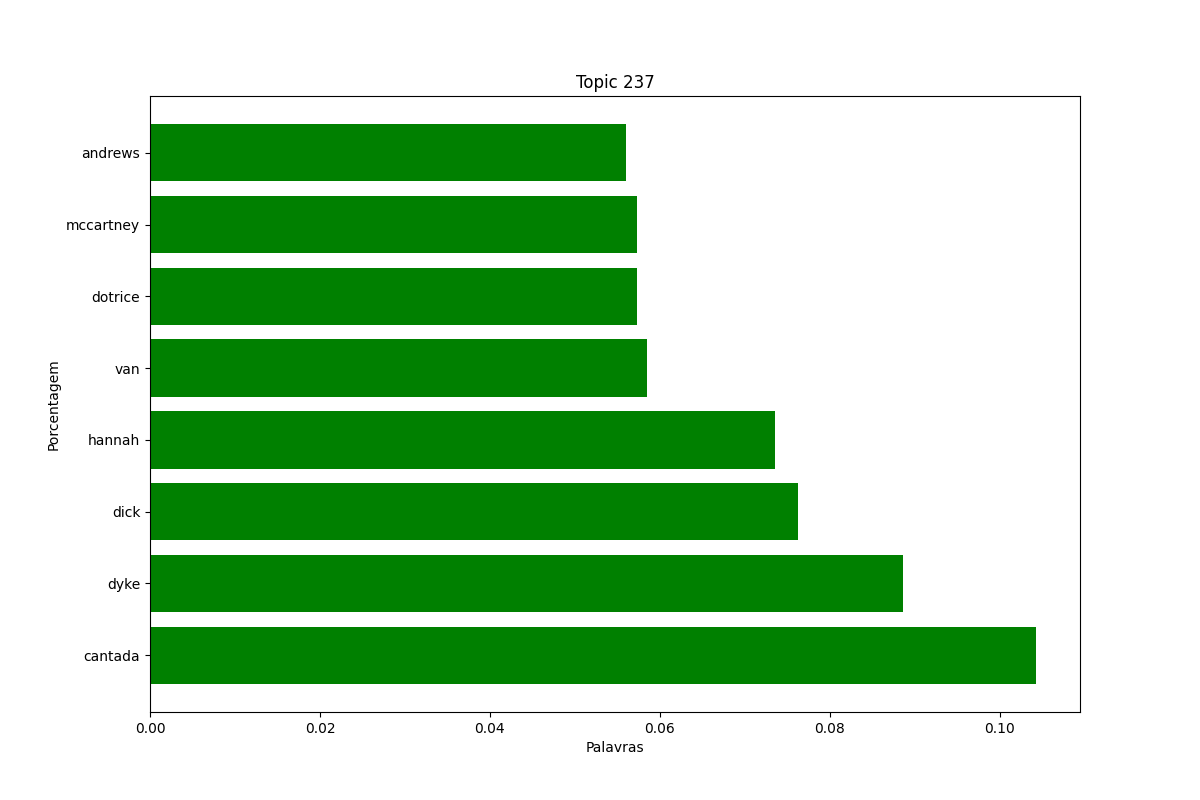 Topic 237
andrews
mccartney
dotrice
van
hannah
dick
dyke
cantada
Porcentagem
0.00 0.02 0.04 0.06 0.08 0.10
Palavras